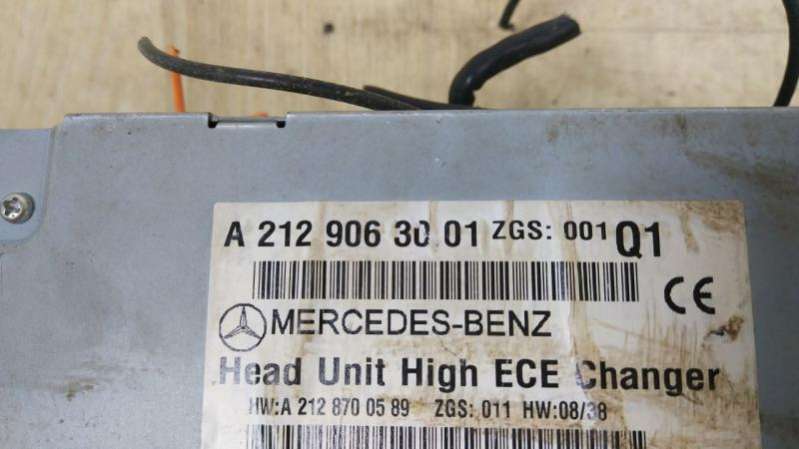 A 212 906 30 01 ZGS: 001 Q1
CE
MERCEDES-BENZ
Head Unit High ECE Changer
HW:A 212 870 05 89 ZGS: 011 HW:08/38